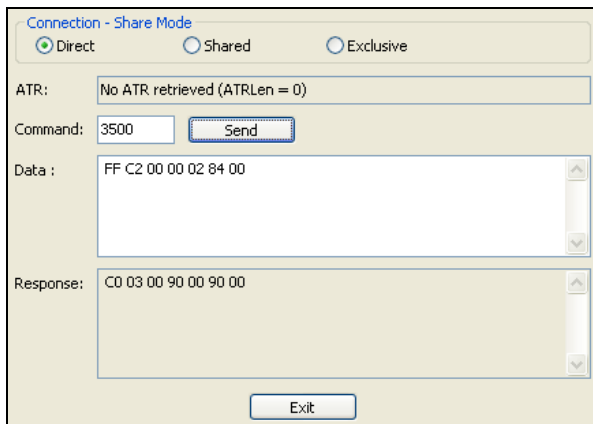 Connection - Share Mode
Direct Shared Exclusive
ATR: No ATR retrieved (ATRLen = 0)
Command: 3500 Send
Data : FF C2 00 00 02 84 00
Response: C0 03 00 90 00 90 00
Exit